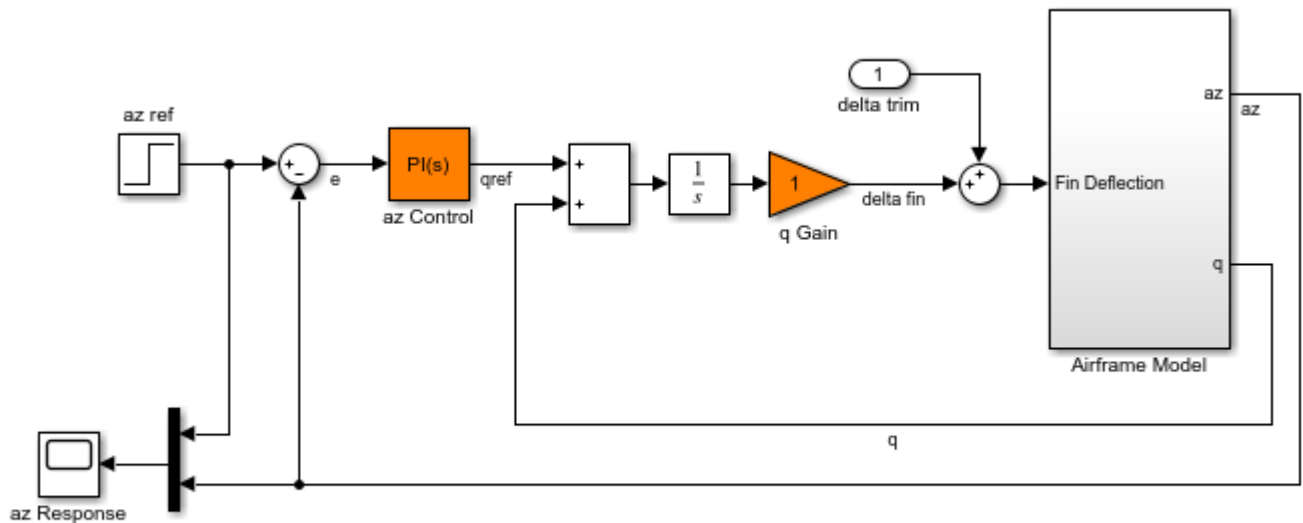 az ref
+
−
e
PI(s)
qref
az Control
+
+
1
s
1
q Gain
delta fin
1
delta trim
+
+
Fin Deflection
az
az
q
Airframe Model
q
az Response